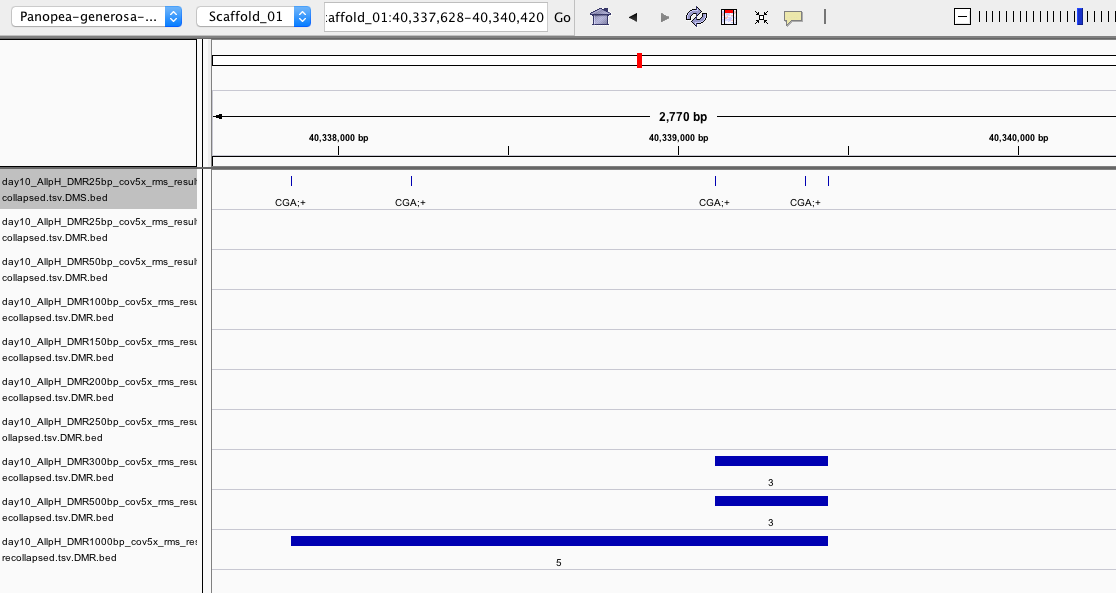 Panopea-generosa-... Scaffold_01 :affold_01:40,337,628-40,340,420 Go
2,770 bp
40,338,000 bp 40,339,000 bp 40,340,000 bp
day10_AllpH_DMR25bp_cov5x_rms_resul
collapsed.tsv.DMS.bed
CGA;+ CGA;+ CGA;+ CGA;+
day10_AllpH_DMR25bp_cov5x_rms_resul
collapsed.tsv.DMR.bed
day10_AllpH_DMR50bp_cov5x_rms_resul
collapsed.tsv.DMR.bed
day10_AllpH_DMR100bp_cov5x_rms_resu
ecollapsed.tsv.DMR.bed
day10_AllpH_DMR150bp_cov5x_rms_resu
ecollapsed.tsv.DMR.bed
day10_AllpH_DMR200bp_cov5x_rms_resu
ecollapsed.tsv.DMR.bed
day10_AllpH_DMR250bp_cov5x_rms_resu
ollapsed.tsv.DMR.bed
day10_AllpH_DMR300bp_cov5x_rms_resu
ecollapsed.tsv.DMR.bed
3
day10_AllpH_DMR500bp_cov5x_rms_resu
ecollapsed.tsv.DMR.bed
3
day10_AllpH_DMR1000bp_cov5x_rms_re
recollapsed.tsv.DMR.bed
5